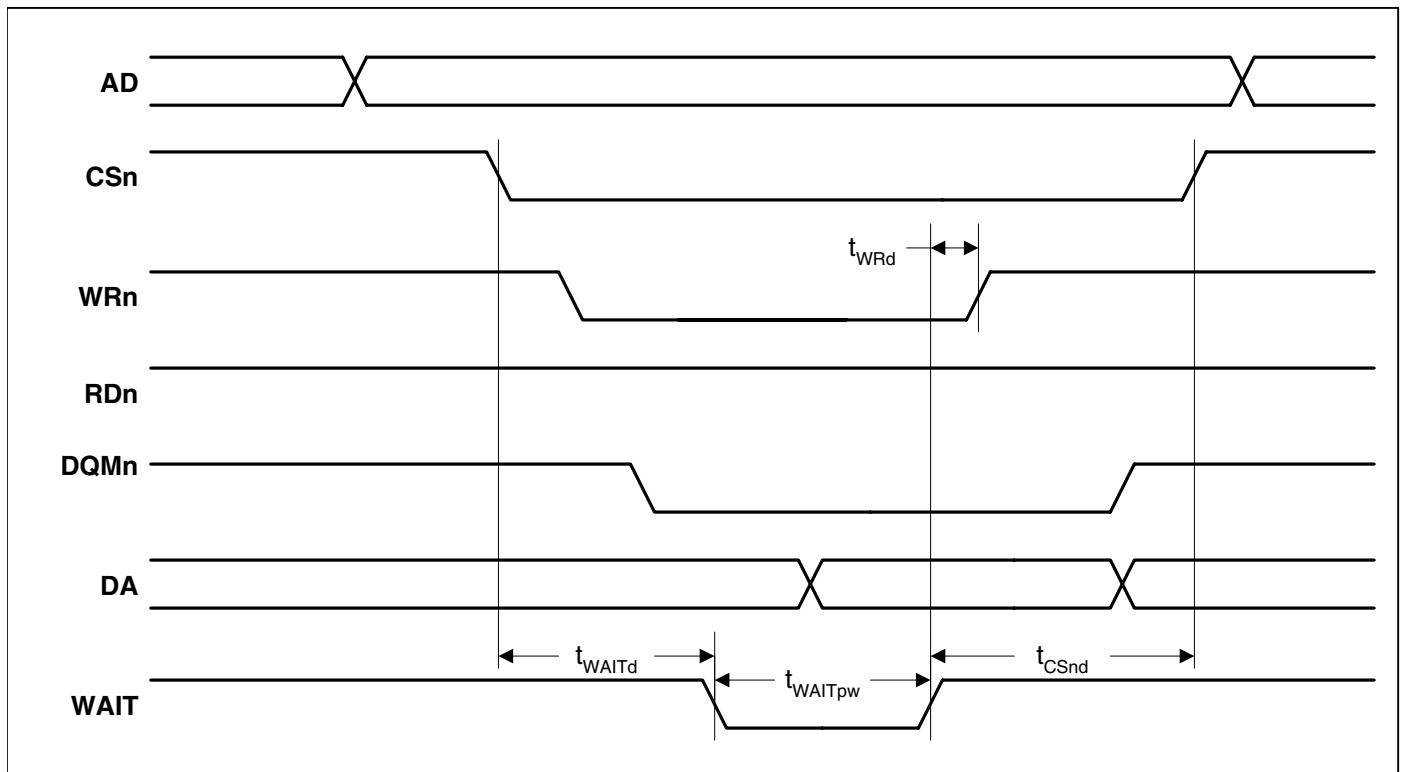 AD
CSn
tWRd
WRn
RDn
DQMn
DA
tWAITd
tCSnd
tWAITpw
WAIT